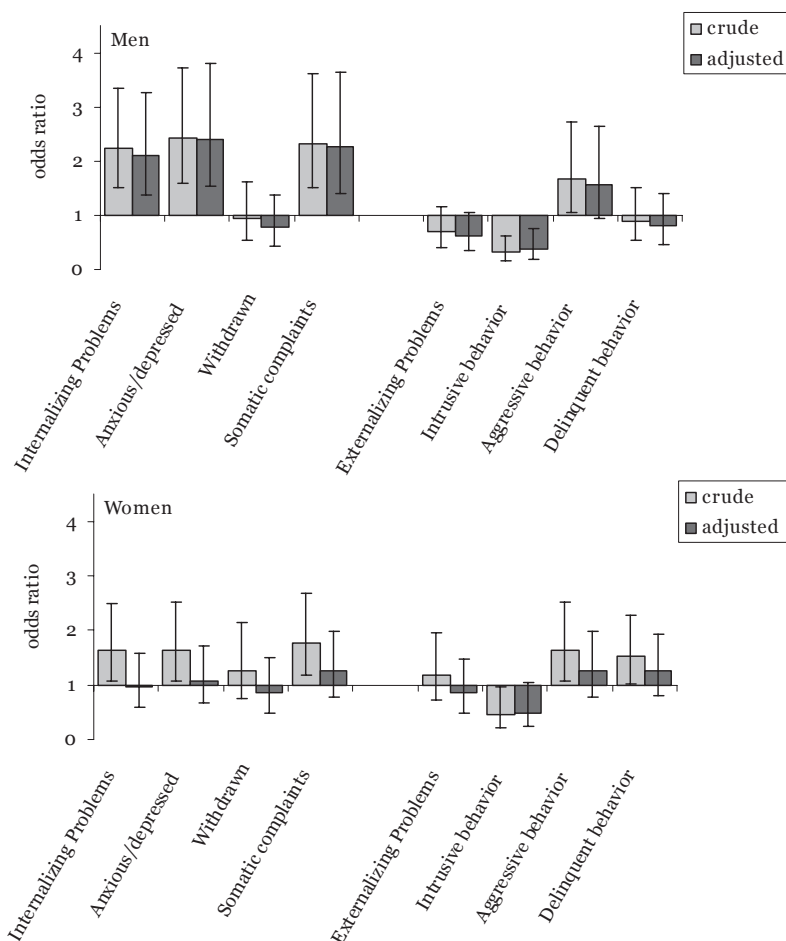 Men
crude
adjusted
odds ratio
4
3
2
1
0
Internalizing Problems
Anxious/depressed
Withdrawn
Somatic complaints
Externalizing Problems
Intrusive behavior
Aggressive behavior
Delinquent behavior
Women
crude
adjusted
odds ratio
4
3
2
1
0
Internalizing Problems
Anxious/depressed
Withdrawn
Somatic complaints
Externalizing Problems
Intrusive behavior
Aggressive behavior
Delinquent behavior